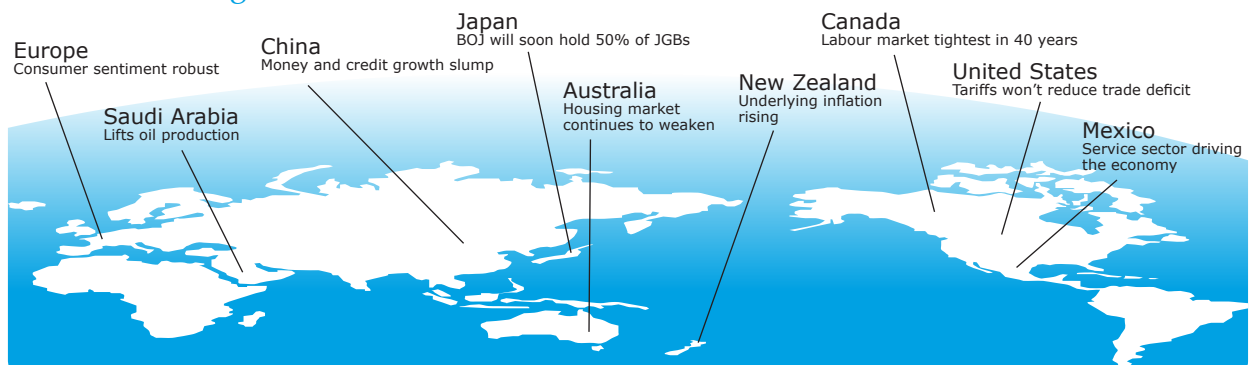 Europe
Consumer sentiment robust
Saudi Arabia
Lifts oil production
China
Money and credit growth slump
Japan
BOJ will soon hold 50% of JGBs
Australia
Housing market
continues to weaken
New Zealand
Underlying inflation
rising
Canada
Labour market tightest in 40 years
United States
Tariffs won’t reduce trade deficit
Mexico
Service sector driving
the economy